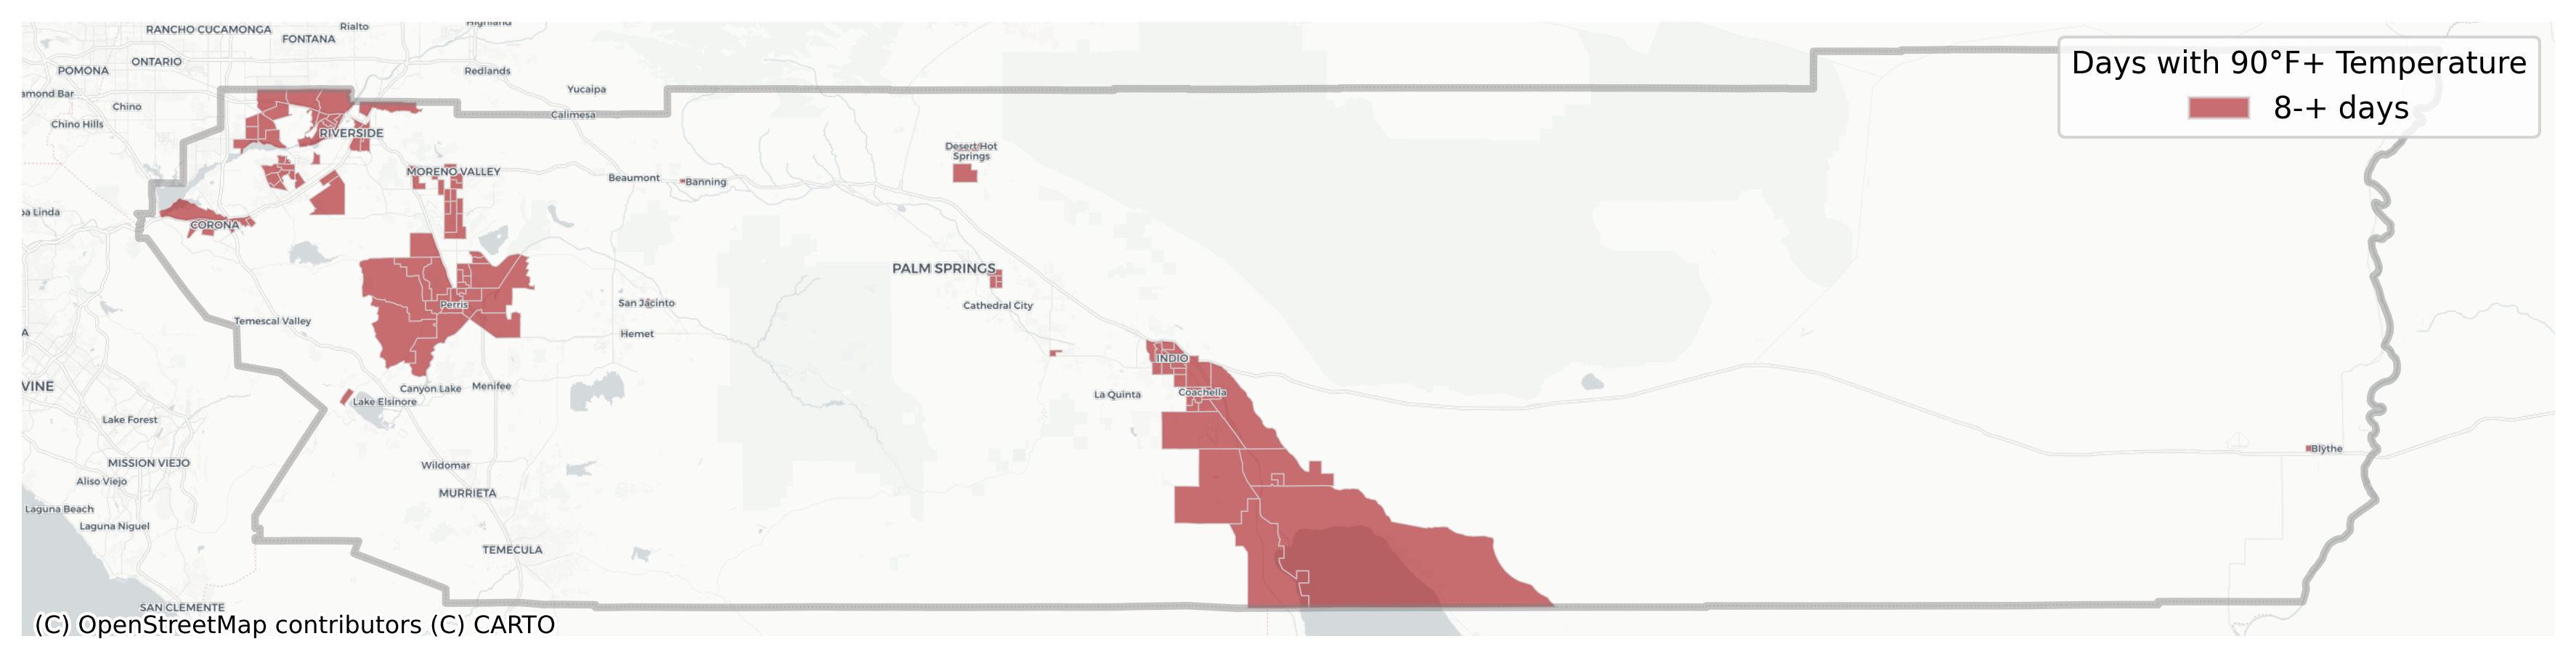 Highland
RANCHO CUCAMONGA
Rialto
FONTANA
ONTARIO
POMONA
Redlands
Yucaipa
amond Bar
Chino
Chino Hills
Calimesa
RIVERSIDE
MORENO VALLEY
Beaumont
Banning
Desert Hot
Springs
ba Linda
CORONA
PALM SPRINGS
Cathedral City
San Jacinto
Perris
Temescal Valley
Hemet
INDIO
VINE
Canyon Lake
Menifee
La Quinta
Coachella
Lake Elsinore
Lake Forest
Blythe
MISSION VIEJO
Wildomar
Aliso Viejo
MURRIETA
Laguna Beach
Laguna Niguel
TEMECULA
SAN CLEMENTE
Days with 90°F+ Temperature
8-+ days
(C) OpenStreetMap contributors (C) CARTO